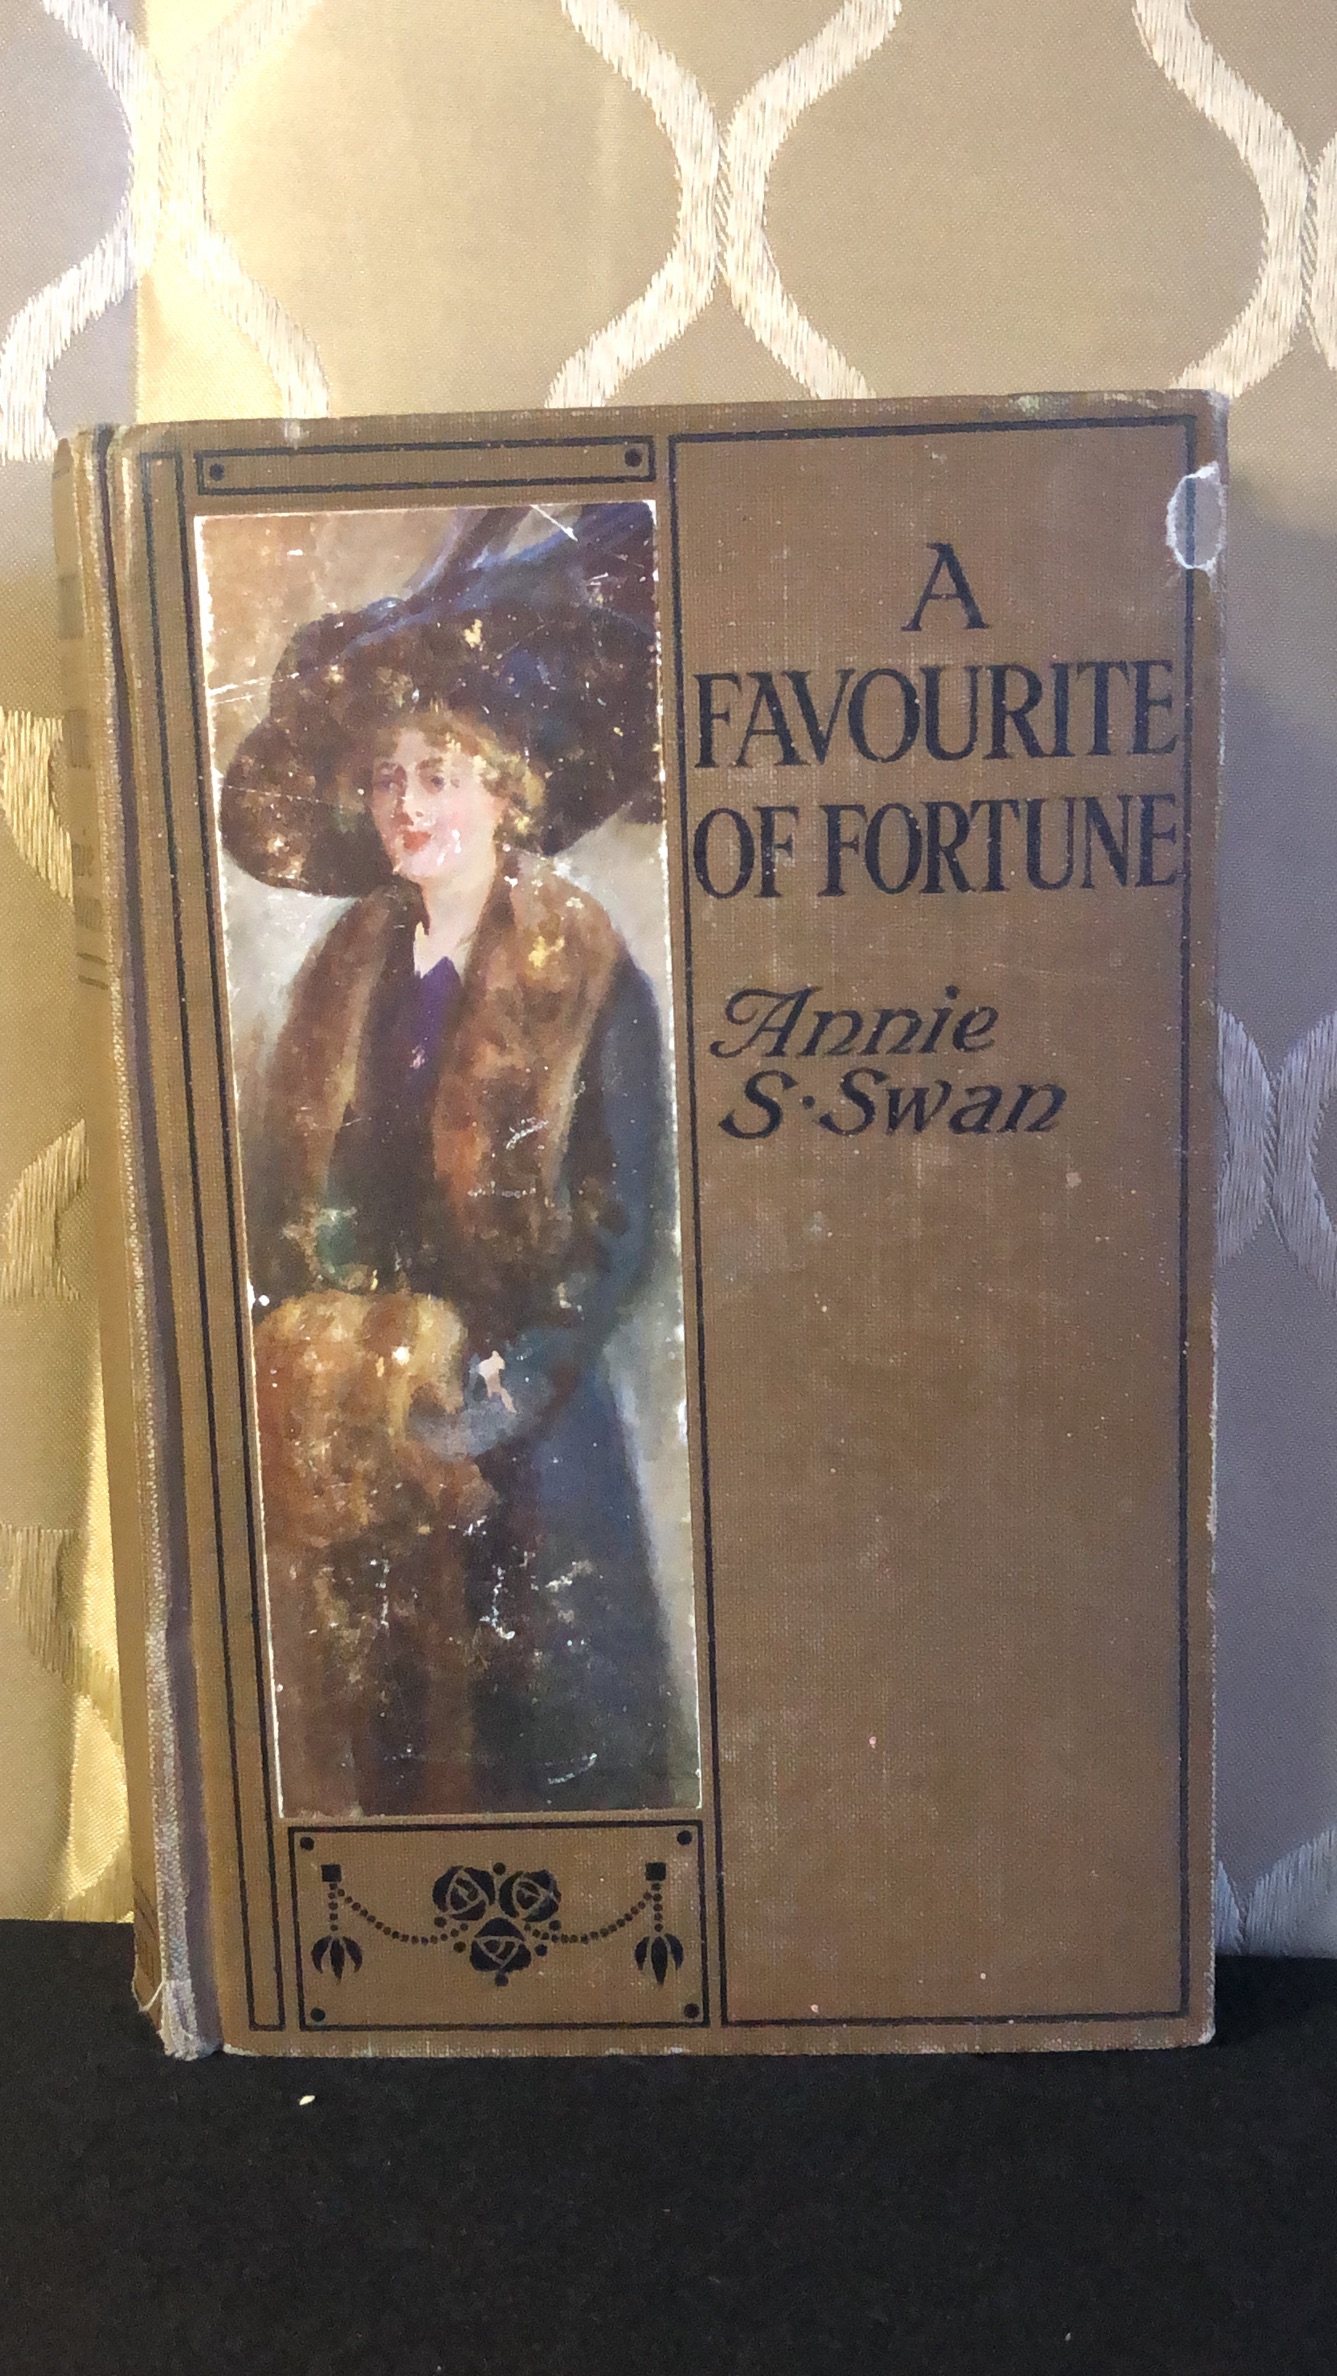 A
FAVOURITE
OF FORTUNE
Annie
S. Swan